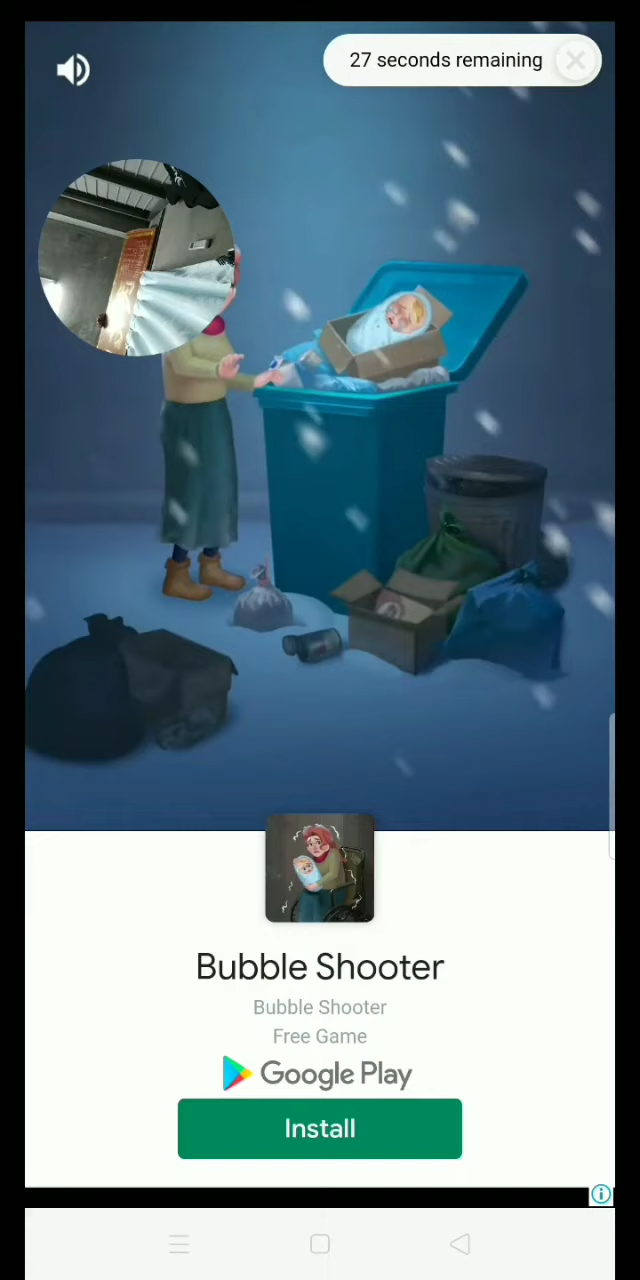 27 seconds remaining
Bubble Shooter
Bubble Shooter
Free Game
Google Play
Install